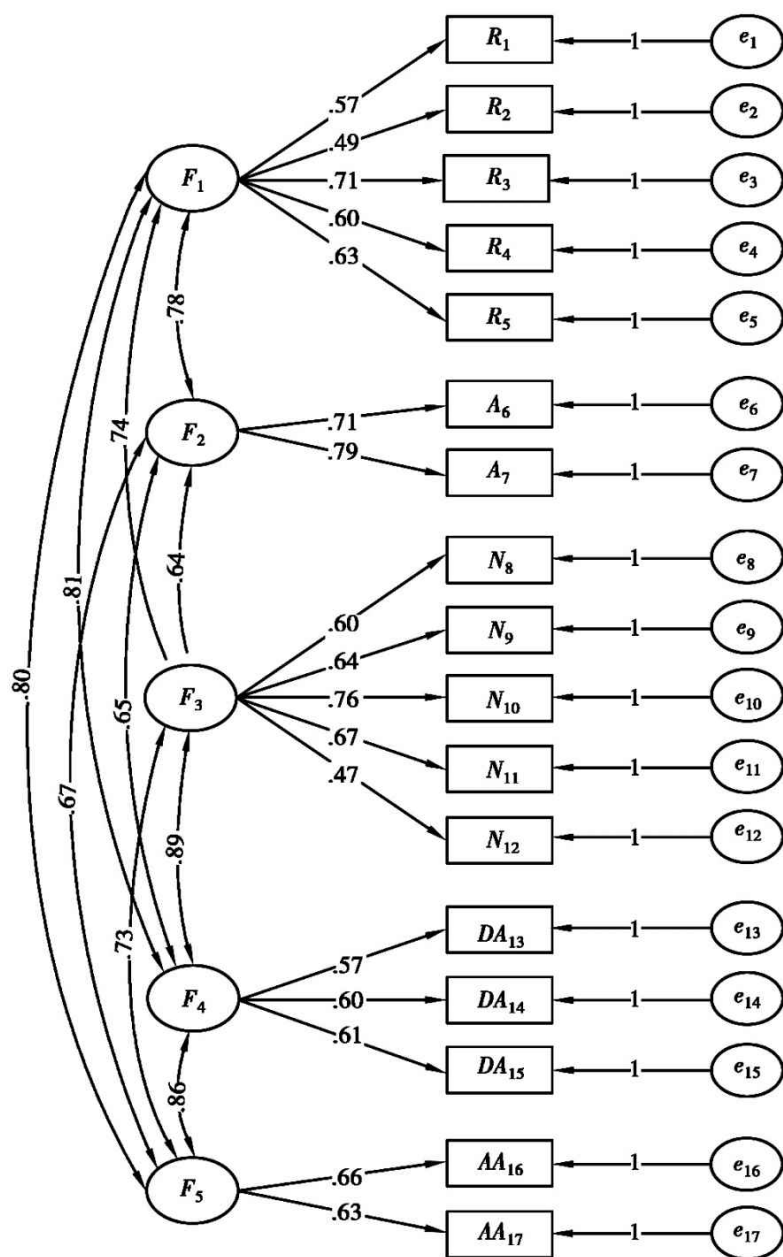 R₁ 1 e₁
.57
R₂ 1 e₂
.49
F₁ .71 R₃ 1 e₃
.60
R₄ 1 e₄
.63
R₅ 1 e₅
.78
A₆ 1 e₆
.71
F₂
.74
.79
A₇ 1 e₇
N₈ 1 e₈
.64
.81
.60
N₉ 1 e₉
.64
.80
F₃ .65 .76 N₁₀ 1 e₁₀
.67
N₁₁ 1 e₁₁
.47
.67
N₁₂ 1 e₁₂
.89
.73
DA₁₃ 1 e₁₃
.57
F₄ .60 DA₁₄ 1 e₁₄
.61
DA₁₅ 1 e₁₅
.86
AA₁₆ 1 e₁₆
.66
F₅
.63
AA₁₇ 1 e₁₇